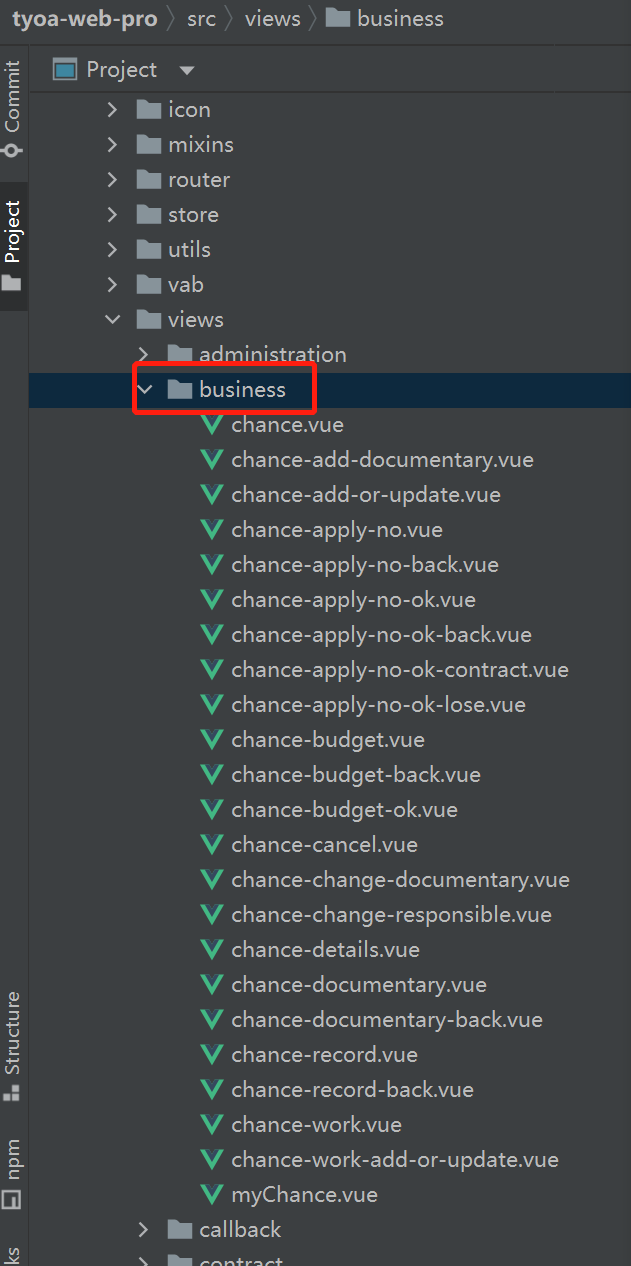 tyoa-web-pro src views business
Project
Commit
Project
icon
mixins
router
store
utils
vab
views
administration
business
chance.vue
chance-add-documentary.vue
chance-add-or-update.vue
chance-apply-no.vue
chance-apply-no-back.vue
chance-apply-no-ok.vue
chance-apply-no-ok-back.vue
chance-apply-no-ok-contract.vue
chance-apply-no-ok-lose.vue
chance-budget.vue
chance-budget-back.vue
chance-budget-ok.vue
chance-cancel.vue
chance-change-documentary.vue
chance-change-responsible.vue
chance-details.vue
chance-documentary.vue
chance-documentary-back.vue
chance-record.vue
chance-record-back.vue
chance-work.vue
chance-work-add-or-update.vue
myChance.vue
callback
contract
Structure
npm
ks